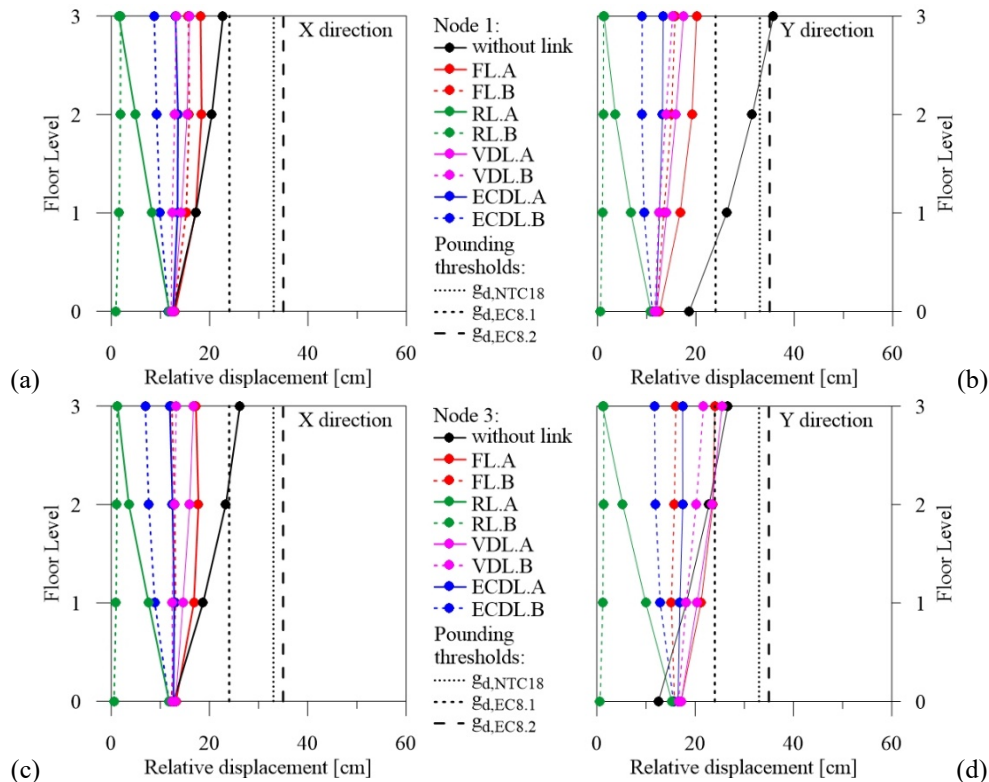 3
2
1
0
Floor Level
X direction
0
20
40
60
Relative displacement [cm]
(a)
Node 1:
without link
FL.A
FL.B
RL.A
RL.B
VDL.A
VDL.B
ECDL.A
ECDL.B
Pounding
thresholds:
gd,NTC18
gd,EC8.1
gd,EC8.2
Y direction
3
2
1
0
Floor Level
0
20
40
60
Relative displacement [cm]
(b)
3
2
1
0
Floor Level
X direction
0
20
40
60
Relative displacement [cm]
(c)
Node 3:
without link
FL.A
FL.B
RL.A
RL.B
VDL.A
VDL.B
ECDL.A
ECDL.B
Pounding
thresholds:
gd,NTC18
gd,EC8.1
gd,EC8.2
Y direction
3
2
1
0
Floor Level
0
20
40
60
Relative displacement [cm]
(d)